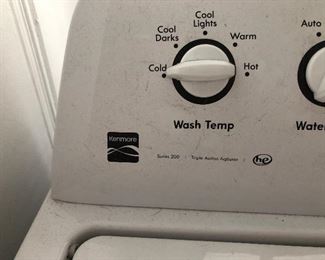 Cool Lights
Cool Darks
Warm
Cold
Hot
Wash Temp
Auto
Water
Kenmore
Series 200 | Triple Action Agitator | he